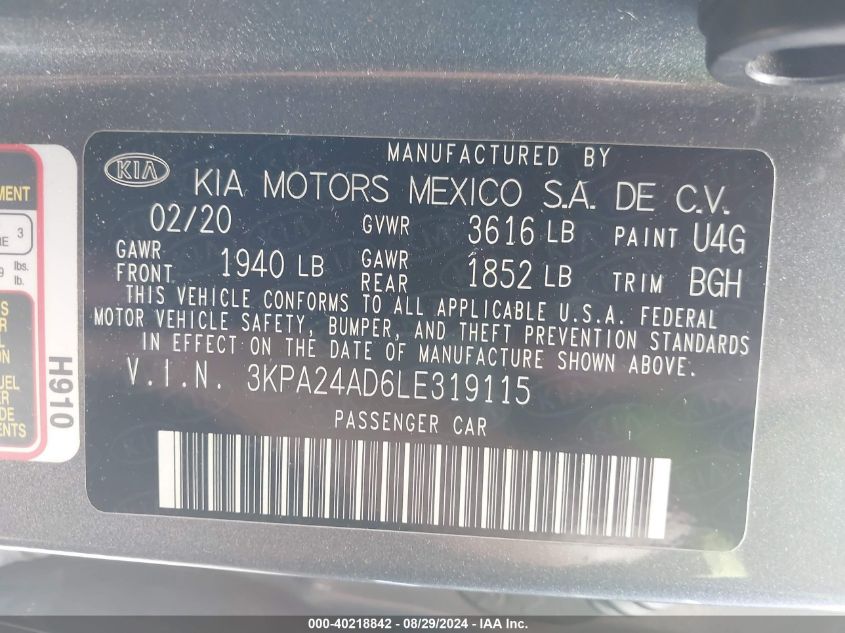 MANUFACTURED BY
KIA KIA MOTORS MEXICO S.A. DE C.V.
02/20 GVWR 3616 LB PAINT U4G
GAWR FRONT 1940 LB GAWR REAR 1852 LB TRIM BGH
THIS VEHICLE CONFORMS TO ALL APPLICABLE U.S.A. FEDERAL
MOTOR VEHICLE SAFETY, BUMPER, AND THEFT PREVENTION STANDARDS
IN EFFECT ON THE DATE OF MANUFACTURE SHOWN ABOVE.
V.I.N. 3KPA24AD6LE319115
PASSENGER CAR
3
lbs.
lb.
H910
000-40218842 - 08/29/2024 - IAA Inc.